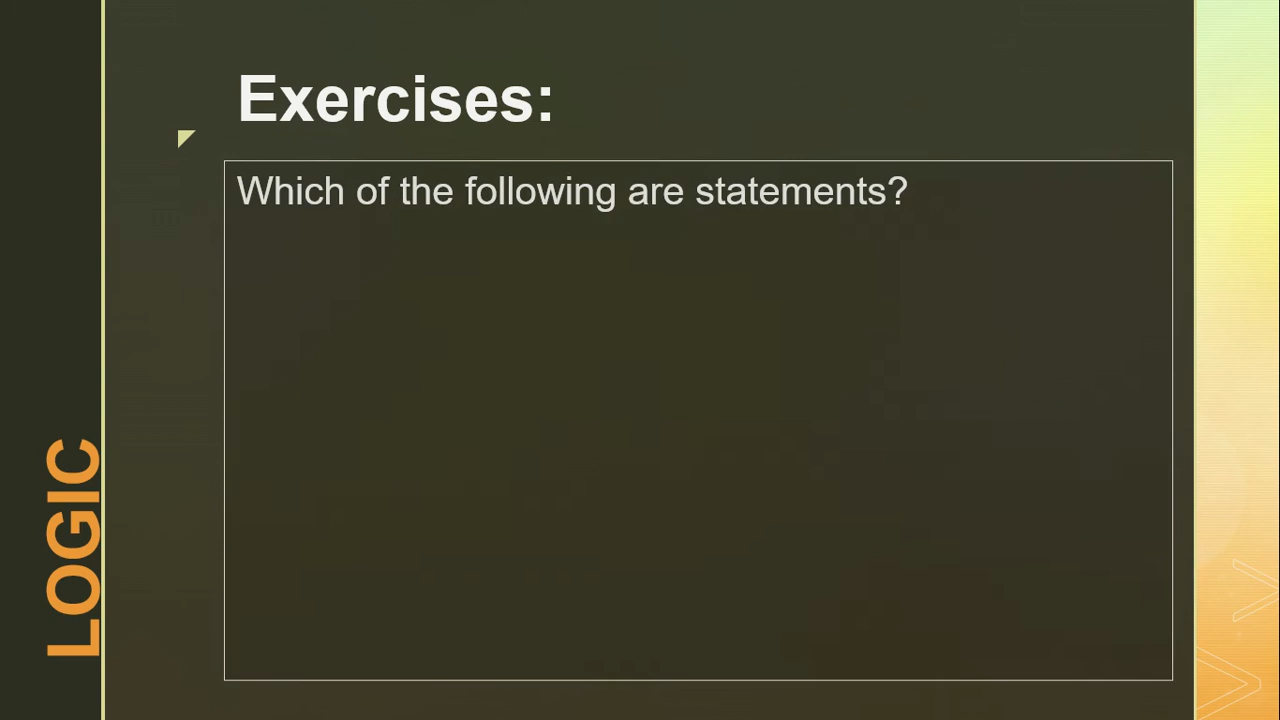 Exercises:
Which of the following are statements?
LOGIC